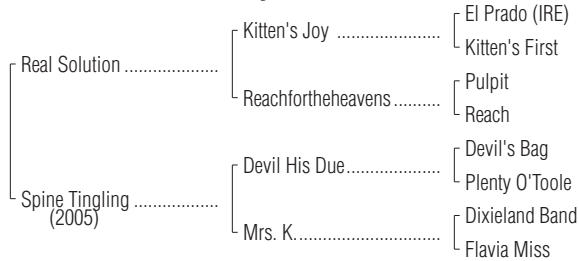 El Prado (IRE)
Kitten's Joy ......................
Kitten's First
Real Solution ...................
Pulpit
Reachfortheheavens ..........
Reach
Devil's Bag
Devil His Due ....................
Plenty O'Toole
Spine Tingling .................
(2005)
Dixieland Band
Mrs. K. .............................
Flavia Miss